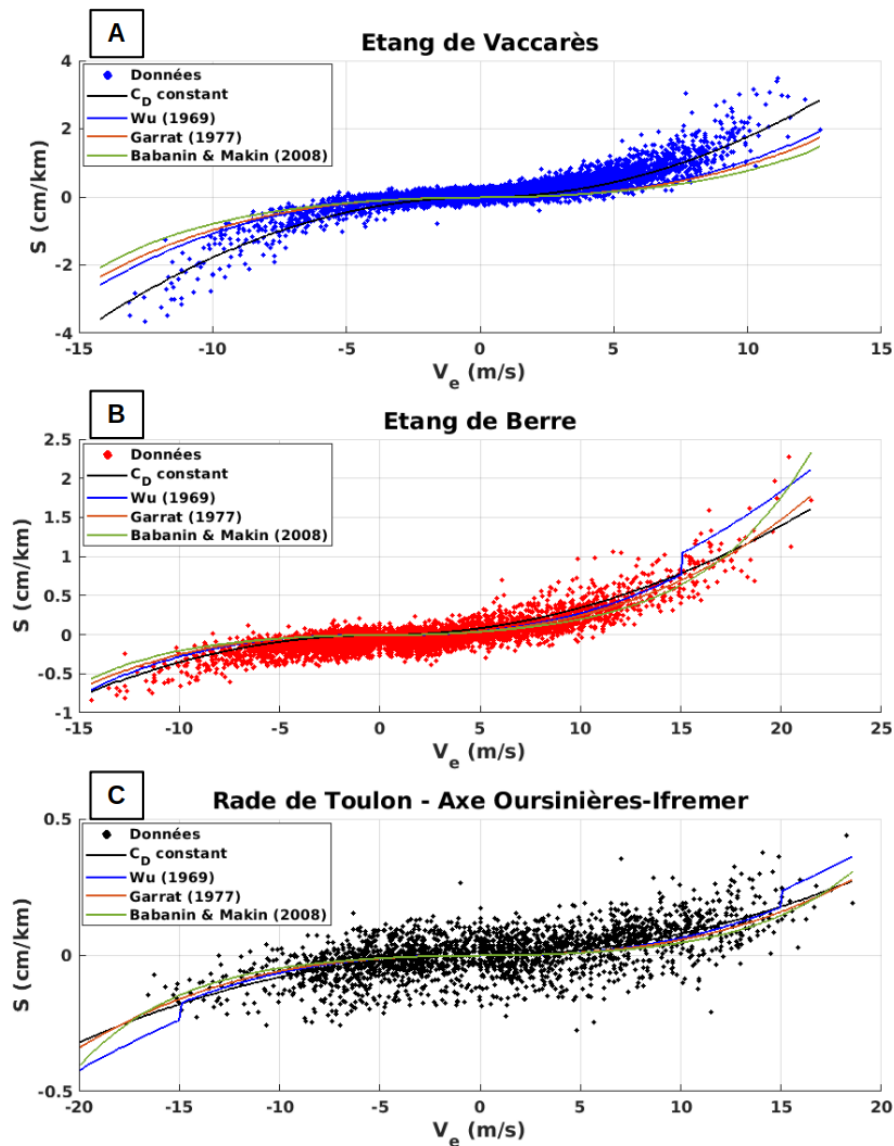 A
Etang de Vaccarès
Données
C_D constant
Wu (1969)
Garrat (1977)
Babanin & Makin (2008)
4
2
0
-2
-4
S (cm/km)
-15 -10 -5 0 5 10 15
V_e (m/s)
B
Etang de Berre
Données
C_D constant
Wu (1969)
Garrat (1977)
Babanin & Makin (2008)
2.5
2
1.5
1
0.5
0
-0.5
-1
S (cm/km)
-15 -10 -5 0 5 10 15 20 25
V_e (m/s)
C
Rade de Toulon - Axe Oursinières-Ifremer
Données
C_D constant
Wu (1969)
Garrat (1977)
Babanin & Makin (2008)
0.5
0
-0.5
S (cm/km)
-20 -15 -10 -5 0 5 10 15 20
V_e (m/s)